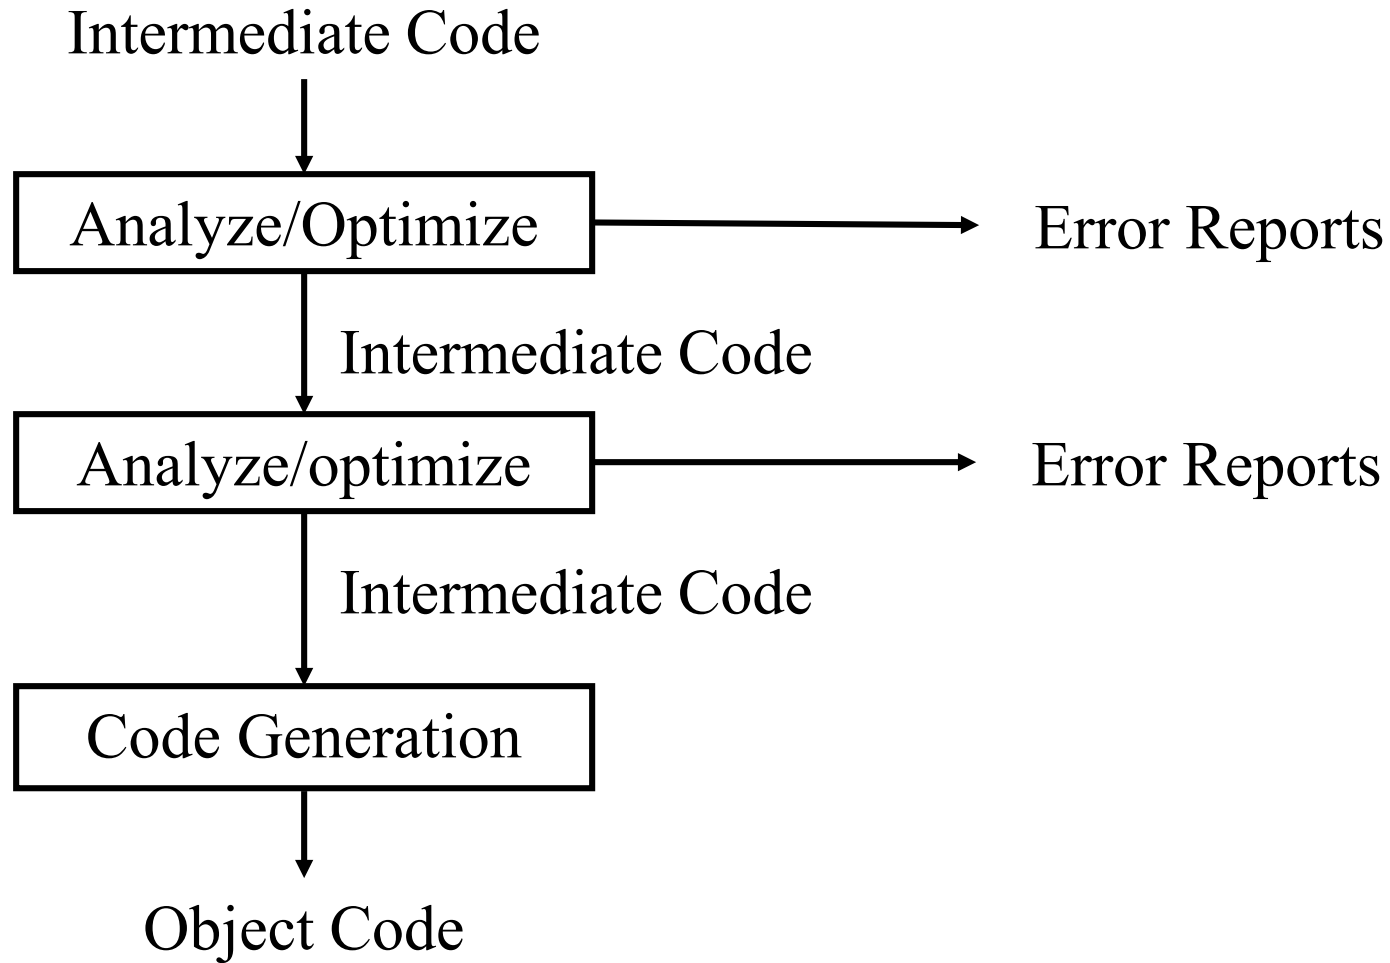 Intermediate Code
Analyze/Optimize
Error Reports
Intermediate Code
Analyze/optimize
Error Reports
Intermediate Code
Code Generation
Object Code